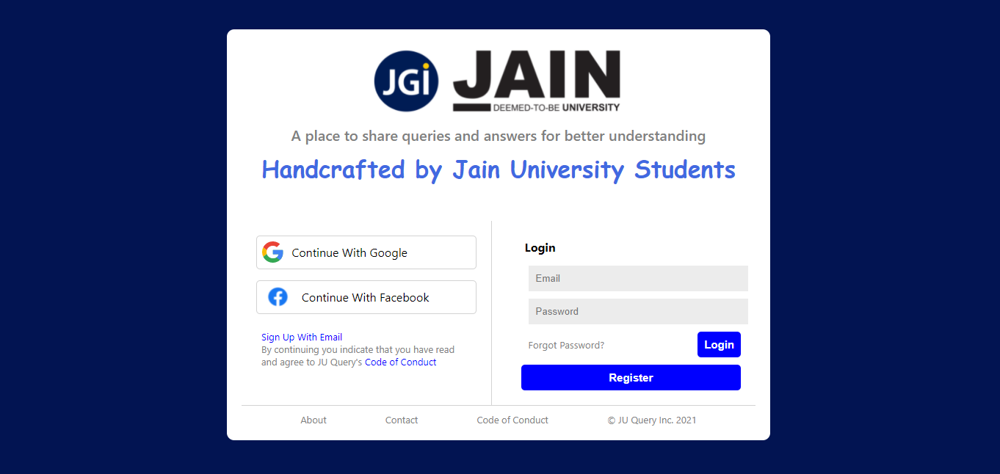 JGi JAIN
DEEMED-TO-BE UNIVERSITY
A place to share queries and answers for better understanding
Handcrafted by Jain University Students
Continue With Google
Continue With Facebook
Sign Up With Email
By continuing you indicate that you have read
and agree to JU Query's Code of Conduct
Login
Email
Password
Forgot Password? Login
Register
About Contact Code of Conduct © JU Query Inc. 2021